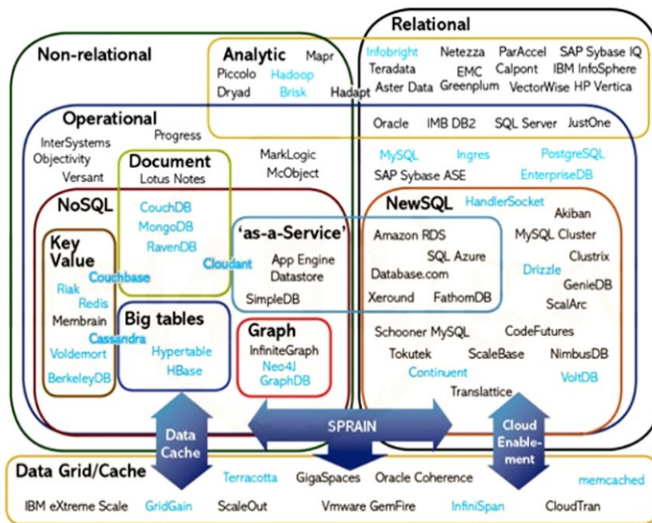 Relational
Non-relational
Analytic Mapr
Piccolo Hadoop
Dryad Brisk Hadapt
Infobright Netezza ParAccel SAP Sybase IQ
Teradata EMC Calpont IBM InfoSphere
Aster Data Greenplum VectorWise HP Vertica
Operational
InterSystems Progress
Objectivity
Versant
Document
Lotus Notes
MarkLogic
McObject
Oracle IMB DB2 SQL Server JustOne
MySQL Ingres PostgreSQL
SAP Sybase ASE EnterpriseDB
NoSQL
CouchDB
MongoDB
RavenDB
Key
Value
Couchbase
Riak
Redis
Membrain
Cassandra
Voldemort
BerkeleyDB
Big tables
Hypertable
HBase
'as-a-Service'
Cloudant
App Engine
Datastore
SimpleDB
Graph
InfiniteGraph
Neo4J
GraphDB
NewSQL HandlerSocket
Amazon RDS
SQL Azure
Database.com
Xeround FathomDB
Akiban
MySQL Cluster
Clustrix
Drizzle
GenieDB
ScalArc
Schooner MySQL CodeFutures
Tokutek ScaleBase NimbusDB
Continuent VoltDB
Translattice
Data
Cache
SPRAIN
Cloud
Enable-
ment
Data Grid/Cache
Terracotta GigaSpaces Oracle Coherence memcached
IBM eXtreme Scale GridGain ScaleOut Vmware GemFire InfiniSpan CloudTran